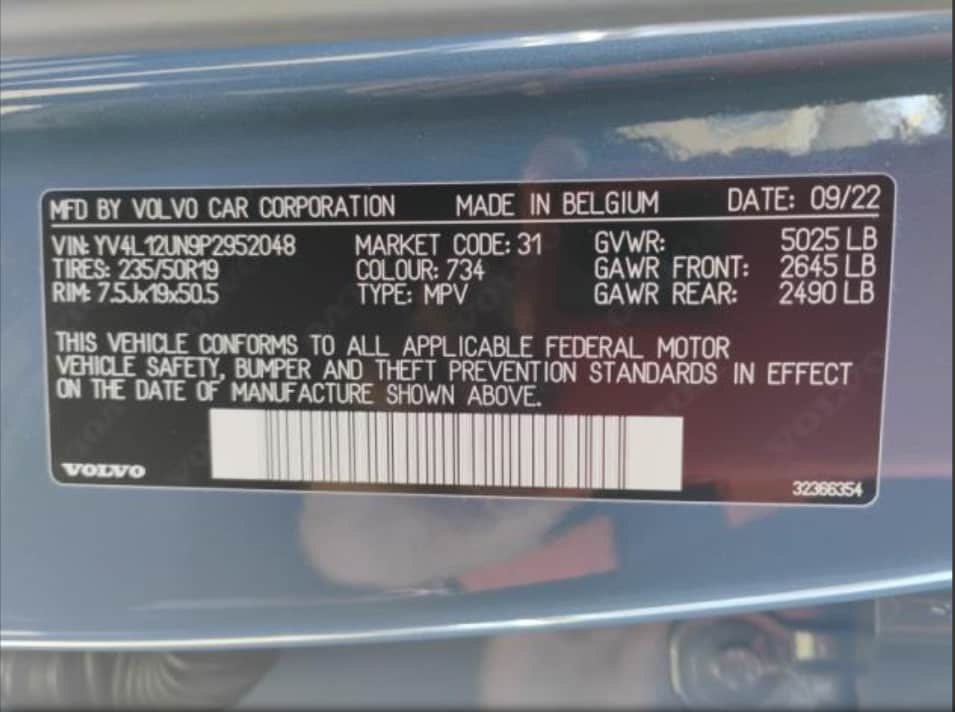 MFD BY VOLVO CAR CORPORATION MADE IN BELGIUM DATE: 09/22
VIN: YV4L12UN9P2952048 MARKET CODE: 31 GVWR: 5025 LB
TIRES: 235/50R19 COLOUR: 734 GAWR FRONT: 2645 LB
RIM: 7.5Jx19x50.5 TYPE: MPV GAWR REAR: 2490 LB
THIS VEHICLE CONFORMS TO ALL APPLICABLE FEDERAL MOTOR
VEHICLE SAFETY, BUMPER AND THEFT PREVENTION STANDARDS IN EFFECT
ON THE DATE OF MANUFACTURE SHOWN ABOVE.
VOLVO
32366354